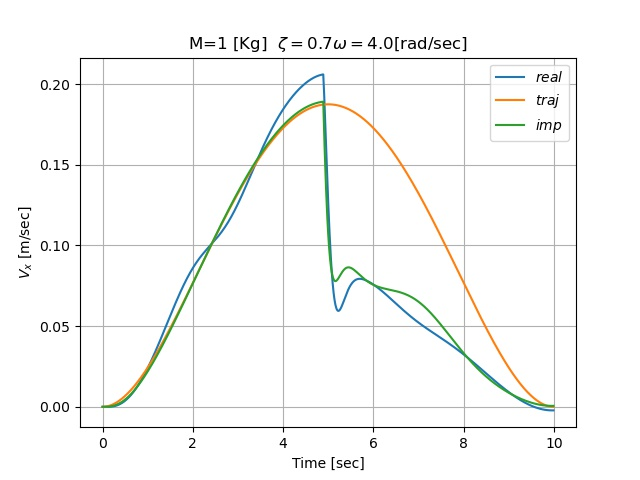 M=1 [Kg] ζ = 0.7ω = 4.0[rad/sec]
real
traj
imp
0.20
0.15
0.10
0.05
0.00
Vₓ [m/sec]
0 2 4 6 8 10
Time [sec]